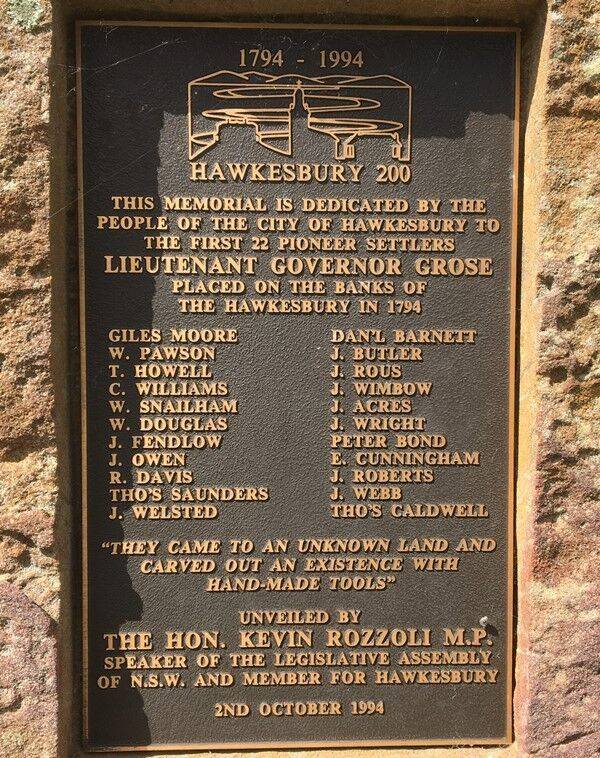 1794 - 1994
HAWKESBURY 200
THIS MEMORIAL IS DEDICATED BY THE
PEOPLE OF THE CITY OF HAWKESBURY TO
THE FIRST 22 PIONEER SETTLERS
LIEUTENANT GOVERNOR GROSE
PLACED ON THE BANKS OF
THE HAWKESBURY IN 1794
GILES MOORE
W. PAWSON
T. HOWELL
C. WILLIAMS
W. SNAILHAM
W. DOUGLAS
J. FENDLOW
J. OWEN
R. DAVIS
THO'S SAUNDERS
J. WELSTED
DAN'L BARNETT
J. BUTLER
J. ROUS
J. WIMBOW
J. ACRES
J. WRIGHT
PETER BOND
E. CUNNINGHAM
J. ROBERTS
J. WEBB
THO'S CALDWELL
"THEY CAME TO AN UNKNOWN LAND AND
CARVED OUT AN EXISTENCE WITH
HAND-MADE TOOLS"
UNVEILED BY
THE HON. KEVIN ROZZOLI M.P.
SPEAKER OF THE LEGISLATIVE ASSEMBLY
OF N.S.W. AND MEMBER FOR HAWKESBURY
2ND OCTOBER 1994